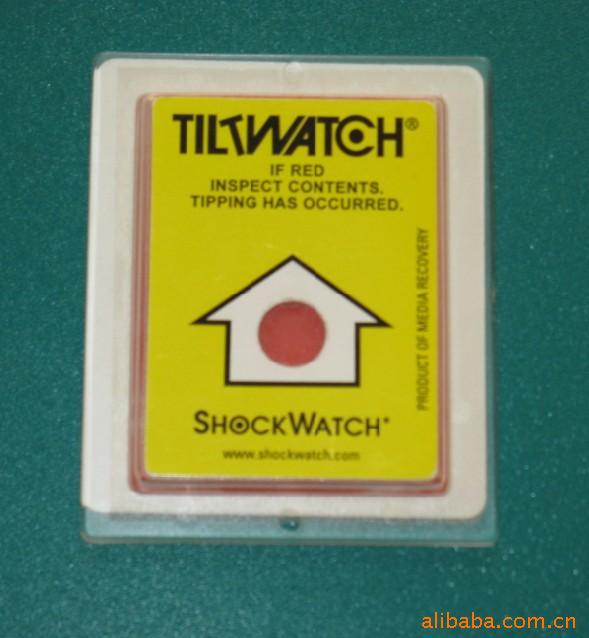 TILTWATCH®
IF RED
INSPECT CONTENTS.
TIPPING HAS OCCURRED.
PRODUCT OF MEDIA RECOVERY
SHOCKWATCH®
www.shockwatch.com
alibaba.com.cn